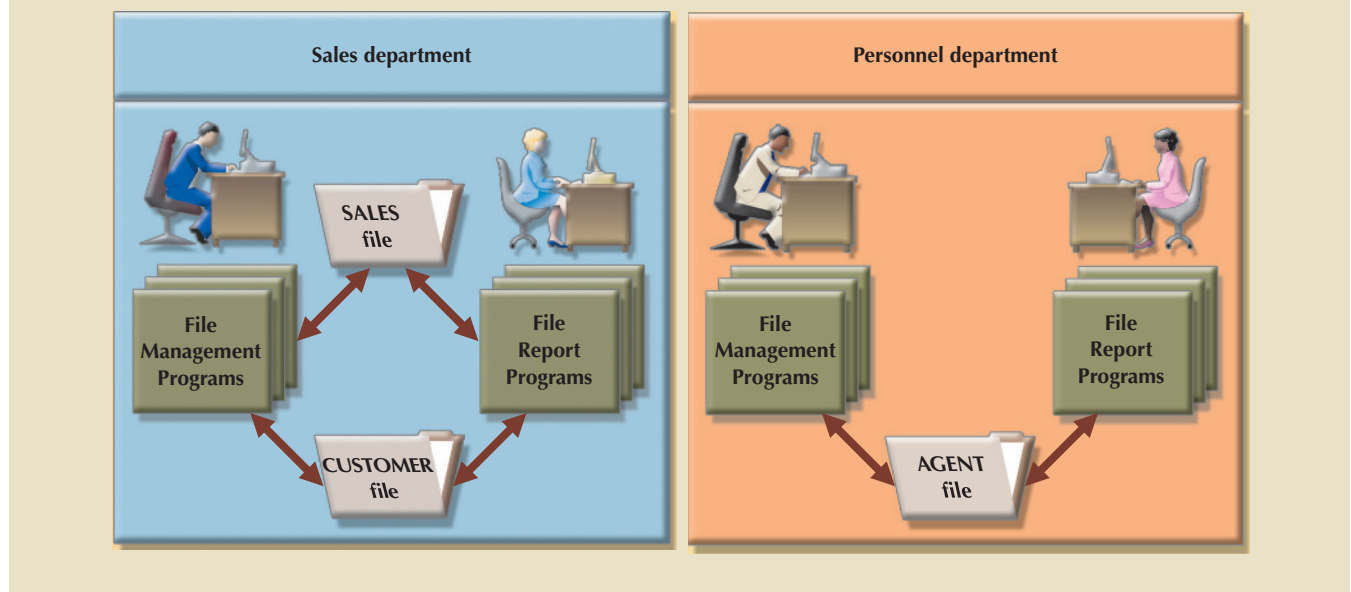 Sales department
SALES
file
File
Management
Programs
File
Report
Programs
CUSTOMER
file
Personnel department
File
Management
Programs
File
Report
Programs
AGENT
file